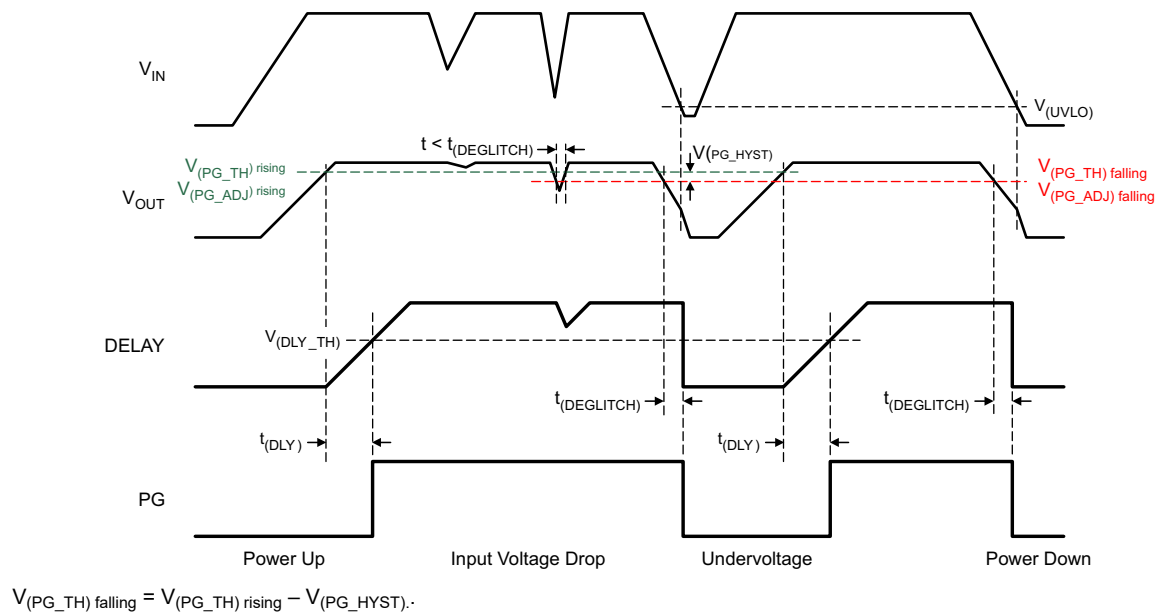 V_IN
V_(UVLO)
t < t_(DEGLITCH)
V_(PG_HYST)
V_(PG_TH) rising
V_(PG_ADJ) rising
V_(PG_TH) falling
V_(PG_ADJ) falling
V_OUT
V_(DLY_TH)
DELAY
t_(DEGLITCH)
t_(DEGLITCH)
t_(DLY)
t_(DLY)
PG
Power Up
Input Voltage Drop
Undervoltage
Power Down
V_(PG_TH) falling = V_(PG_TH) rising – V_(PG_HYST)..